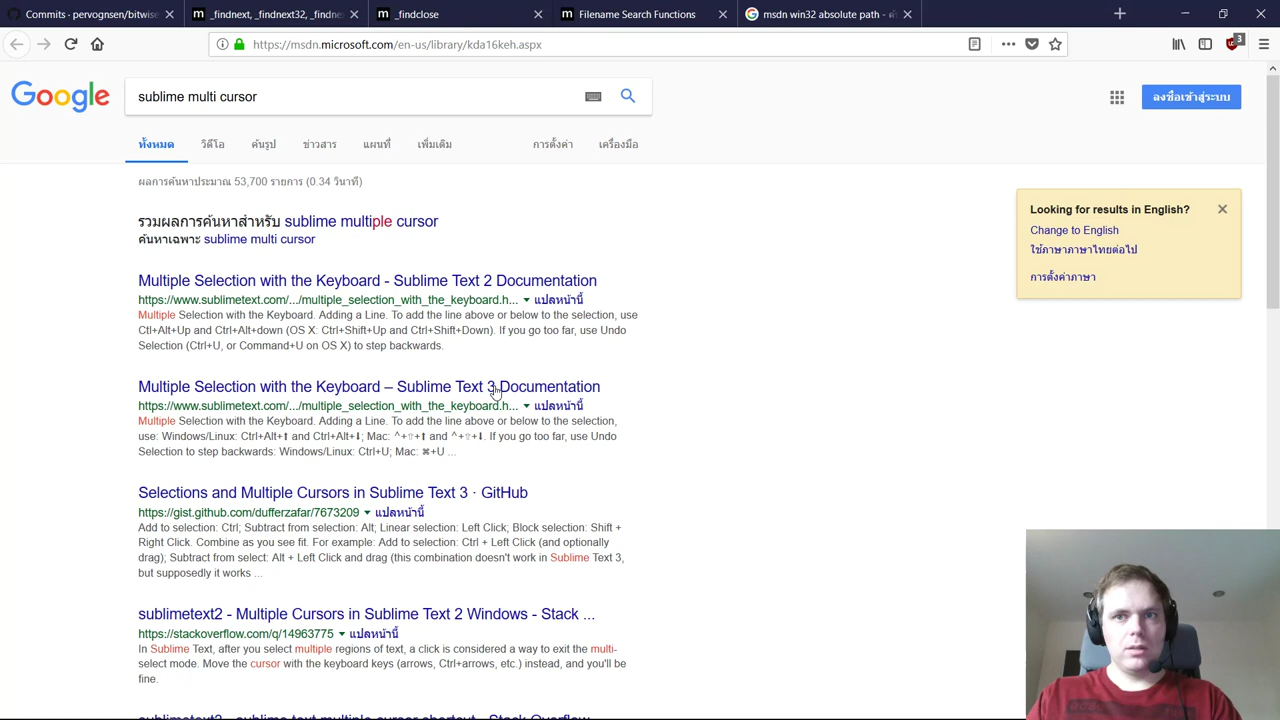 Commits · pervognsen/bitwise
_findnext, _findnext32, _findne
_findclose
Filename Search Functions
msdn win32 absolute path - ค้
https://msdn.microsoft.com/en-us/library/kda16keh.aspx
3
Google
sublime multi cursor
ลงชื่อเข้าสู่ระบบ
ทั้งหมด วิดีโอ ค้นรูป ข่าวสาร แผนที่ เพิ่มเติม การตั้งค่า เครื่องมือ
ผลการค้นหาประมาณ 53,700 รายการ (0.34 วินาที)
รวมผลการค้นหาสำหรับ sublime multiple cursor
ค้นหาเฉพาะ sublime multi cursor
Looking for results in English?
Change to English
ใช้ภาษาภาษาไทยต่อไป
การตั้งค่าภาษา
Multiple Selection with the Keyboard - Sublime Text 2 Documentation
https://www.sublimetext.com/.../multiple_selection_with_the_keyboard.h... ▼ แปลหน้านี้
Multiple Selection with the Keyboard. Adding a Line. To add the line above or below to the selection, use
Ctl+Alt+Up and Ctrl+Alt+down (OS X: Ctrl+Shift+Up and Ctrl+Shift+Down). If you go too far, use Undo
Selection (Ctrl+U, or Command+U on OS X) to step backwards.
Multiple Selection with the Keyboard – Sublime Text 3 Documentation
https://www.sublimetext.com/.../multiple_selection_with_the_keyboard.h... ▼ แปลหน้านี้
Multiple Selection with the Keyboard. Adding a Line. To add the line above or below to the selection,
use: Windows/Linux: Ctrl+Alt+⬆ and Ctrl+Alt+⬇; Mac: ^+⇧+⬆ and ^+⇧+⬇. If you go too far, use Undo
Selection to step backwards: Windows/Linux: Ctrl+U; Mac: ⌘+U ...
Selections and Multiple Cursors in Sublime Text 3 · GitHub
https://gist.github.com/dufferzafar/7673209 ▼ แปลหน้านี้
Add to selection: Ctrl; Subtract from selection: Alt; Linear selection: Left Click; Block selection: Shift +
Right Click. Combine as you see fit. For example: Add to selection: Ctrl + Left Click (and optionally
drag); Subtract from select: Alt + Left Click and drag (this combination doesn't work in Sublime Text 3,
but supposedly it works ...
sublimetext2 - Multiple Cursors in Sublime Text 2 Windows - Stack ...
https://stackoverflow.com/q/14963775 ▼ แปลหน้านี้
In Sublime Text, after you select multiple regions of text, a click is considered a way to exit the multi-
select mode. Move the cursor with the keyboard keys (arrows, Ctrl+arrows, etc.) instead, and you'll be
fine.
sublimetext2 - sublime text multiple cursor shortcut - Stack Overflow